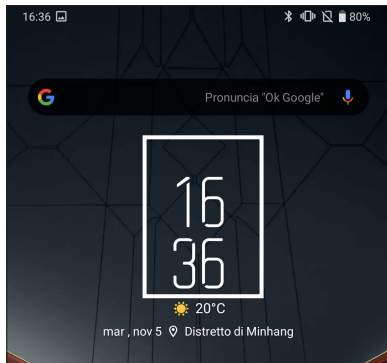 16:36 80%
Pronuncia "Ok Google"
16
36
20°C
mar , nov 5 Distretto di Minhang